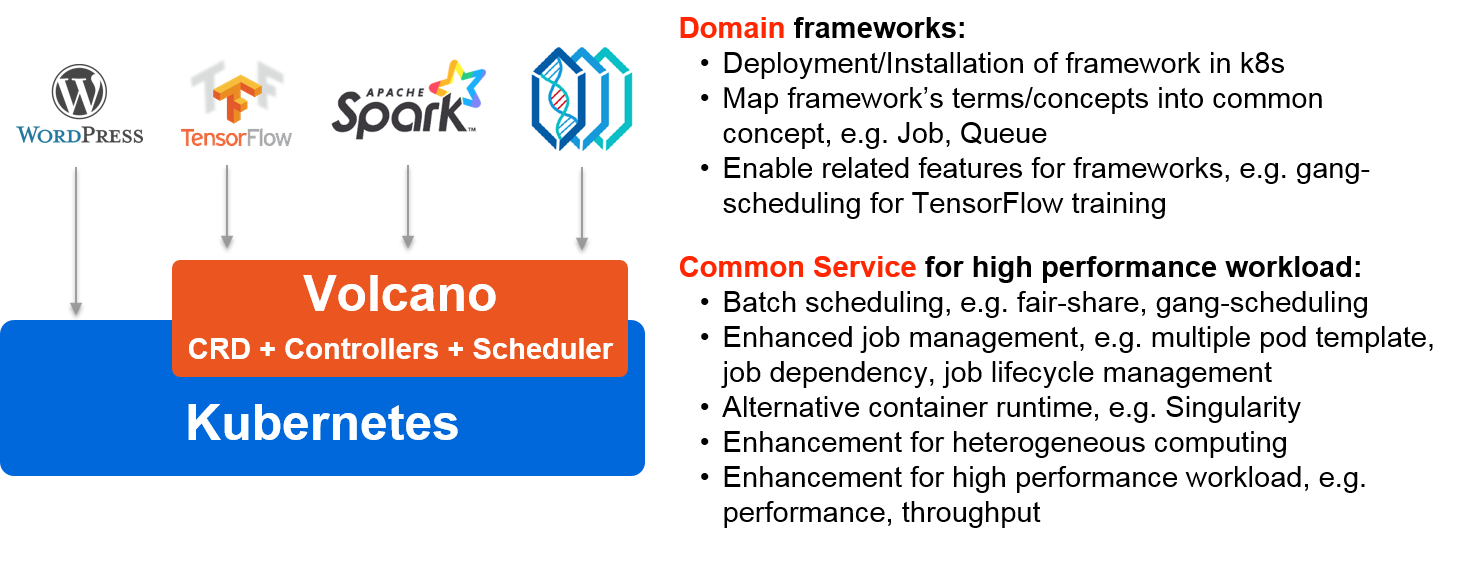 WORDPRESS
TensorFlow
APACHE
Spark™
Volcano
CRD + Controllers + Scheduler
Kubernetes
Domain frameworks:
• Deployment/Installation of framework in k8s
• Map framework’s terms/concepts into common
concept, e.g. Job, Queue
• Enable related features for frameworks, e.g. gang-
scheduling for TensorFlow training
Common Service for high performance workload:
• Batch scheduling, e.g. fair-share, gang-scheduling
• Enhanced job management, e.g. multiple pod template,
job dependency, job lifecycle management
• Alternative container runtime, e.g. Singularity
• Enhancement for heterogeneous computing
• Enhancement for high performance workload, e.g.
performance, throughput